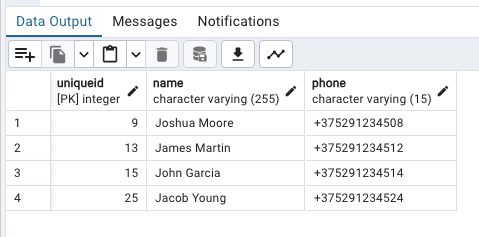 Data Output Messages Notifications
uniqueid name phone
[PK] integer character varying (255) character varying (15)
1 9 Joshua Moore +375291234508
2 13 James Martin +375291234512
3 15 John Garcia +375291234514
4 25 Jacob Young +375291234524